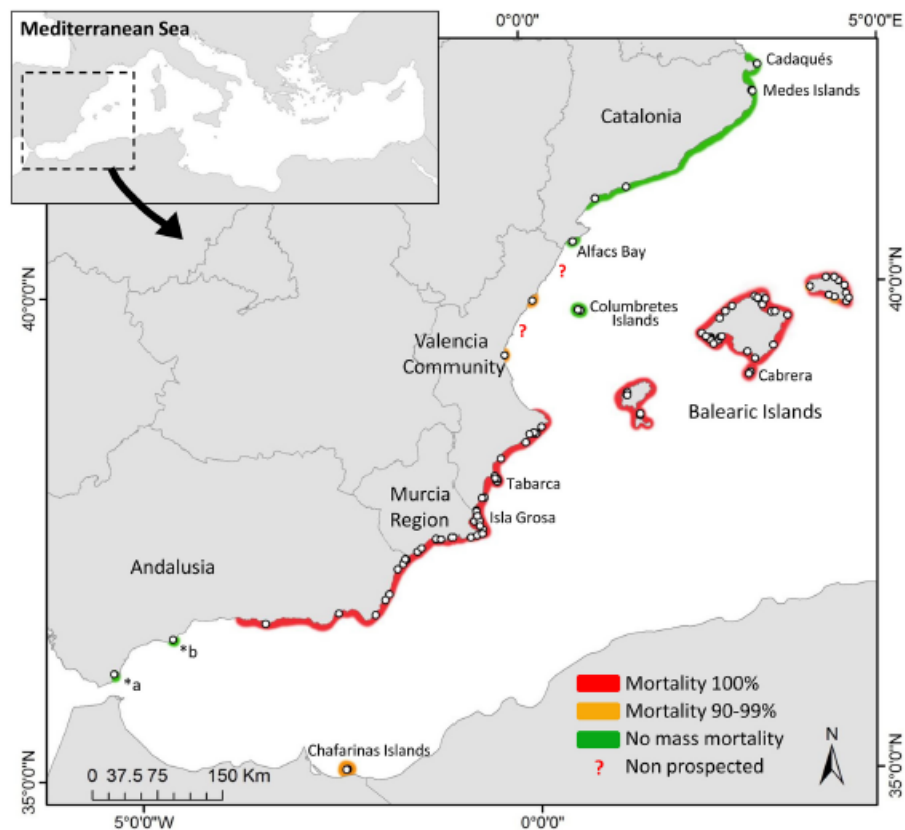 0°0'0"
5°0'0"E
Mediterranean Sea
Cadaqués
Medes Islands
Catalonia
Alfacs Bay
?
40°0'0"N
40°0'0"N
Columbretes
Islands
?
Valencia
Community
Cabrera
Balearic Islands
Tabarca
Murcia
Region
Isla Grosa
Andalusia
*b
*a
Mortality 100%
Mortality 90-99%
No mass mortality
? Non prospected
N
Chafarinas Islands
0 37.5 75 150 Km
35°0'0"N
35°0'0"N
5°0'0"W
0°0'0"